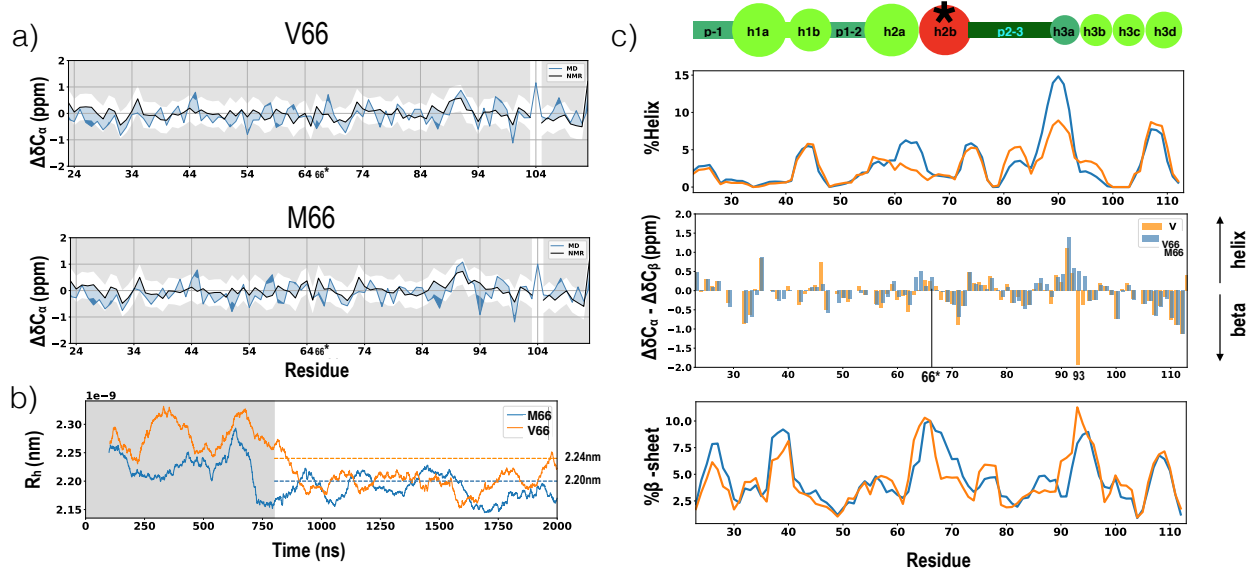 a)
V66
ΔδCα (ppm)
2
1
0
−1
−2
MD
NMR
24 34 44 54 64 66* 74 84 94 104
M66
ΔδCα (ppm)
2
1
0
−1
−2
MD
NMR
24 34 44 54 64 66* 74 84 94 104
Residue
b)
1e−9
Rh (nm)
2.30
2.25
2.20
2.15
M66
V66
2.24nm
2.20nm
0 250 500 750 1000 1250 1500 1750 2000
Time (ns)
c)
*
p-1 h1a h1b p1-2 h2a h2b p2-3 h3a h3b h3c h3d
%Helix
15
10
5
0
30 40 50 60 70 80 90 100 110
ΔδCα - ΔδCβ (ppm)
2.0
1.5
1.0
0.5
0.0
−0.5
−1.0
−1.5
−2.0
V
V66
M66
30 40 50 60 66* 70 80 90 93 100 110
helix
beta
%β -sheet
10.0
7.5
5.0
2.5
30 40 50 60 70 80 90 100 110
Residue